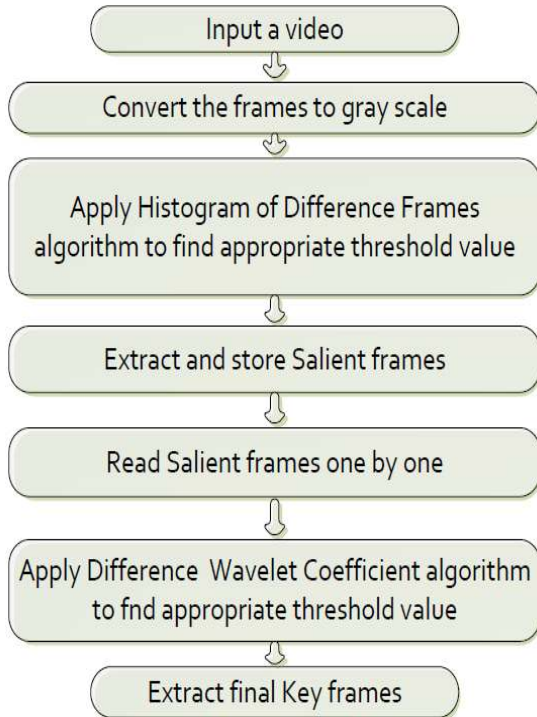 Input a video
Convert the frames to gray scale
Apply Histogram of Difference Frames
algorithm to find appropriate threshold value
Extract and store Salient frames
Read Salient frames one by one
Apply Difference Wavelet Coefficient algorithm
to fnd appropriate threshold value
Extract final Key frames